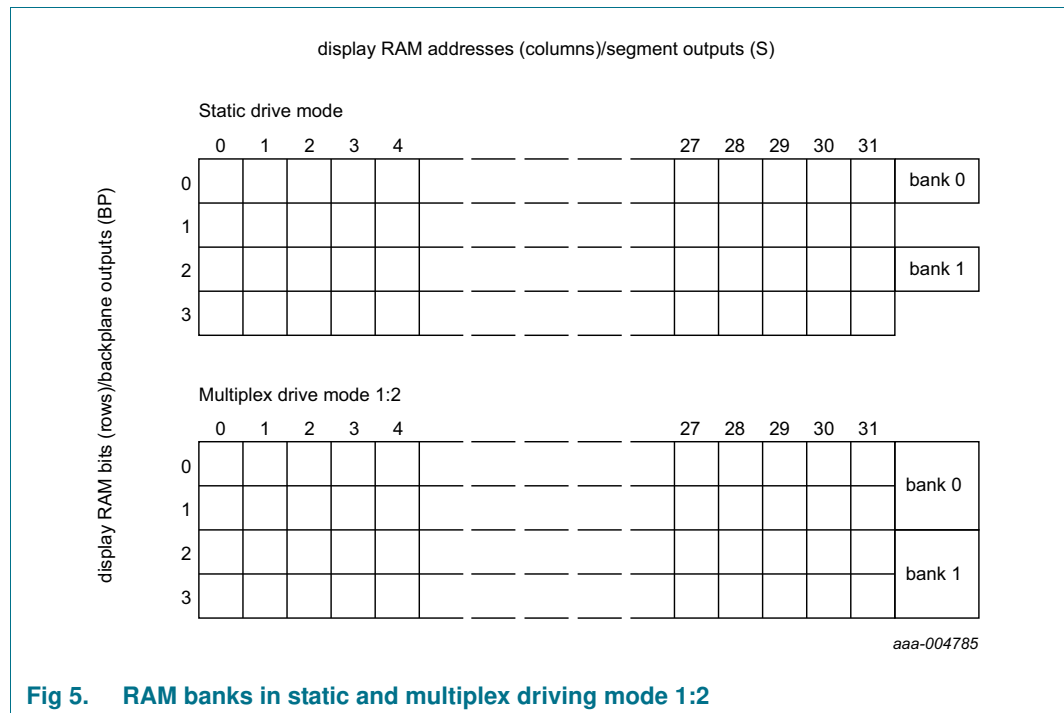 display RAM addresses (columns)/segment outputs (S)
display RAM bits (rows)/backplane outputs (BP)
Static drive mode
0 1 2 3 4 27 28 29 30 31
0 bank 0
1
2 bank 1
3
Multiplex drive mode 1:2
0 1 2 3 4 27 28 29 30 31
0
bank 0
1
2
bank 1
3
aaa-004785
Fig 5. RAM banks in static and multiplex driving mode 1:2